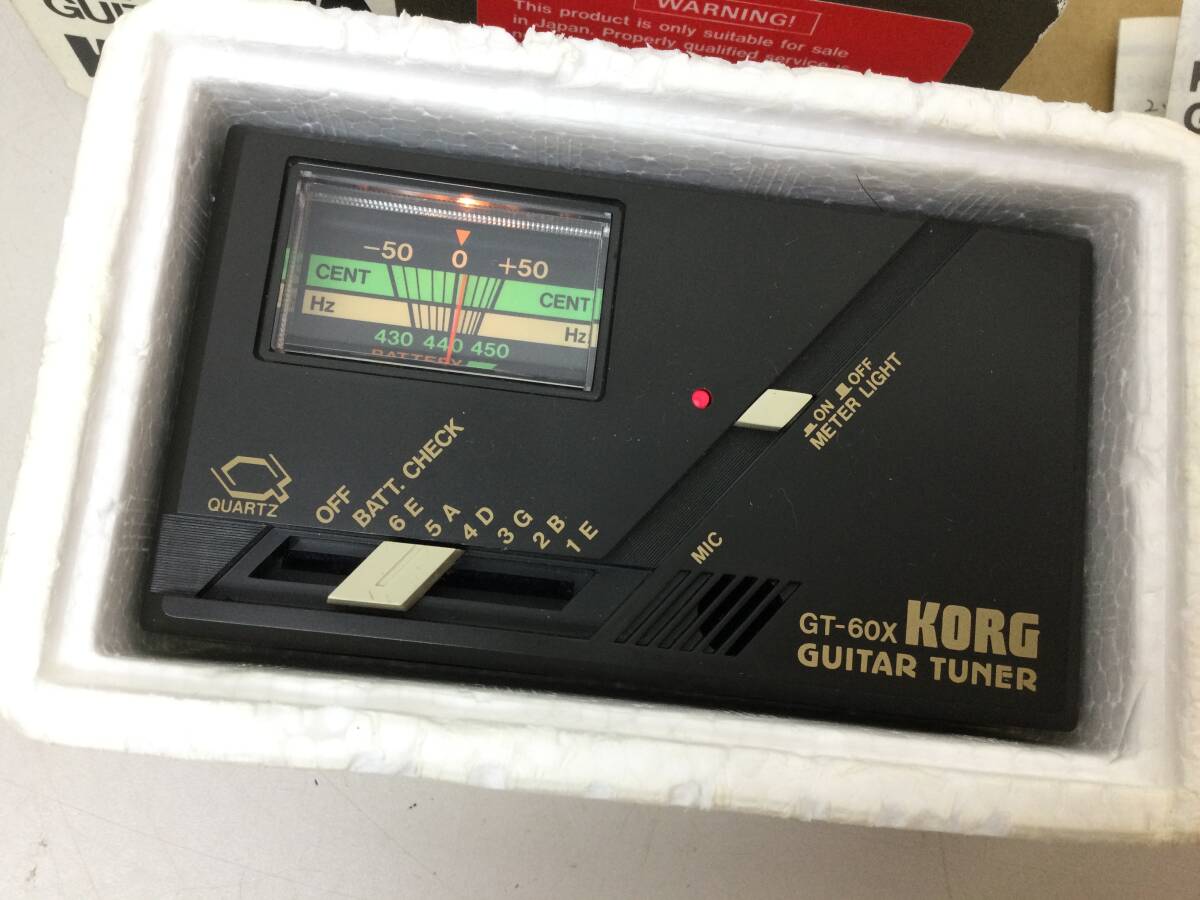 WARNING!
This product is only suitable for sale
in Japan. Properly qualified service
-50 0 +50
CENT CENT
Hz Hz
430 440 450
BATTERY
ON OFF
METER LIGHT
QUARTZ
OFF
BATT. CHECK
6 E
5 A
4 D
3 G
2 B
1 E
MIC
GT-60X KORG
GUITAR TUNER